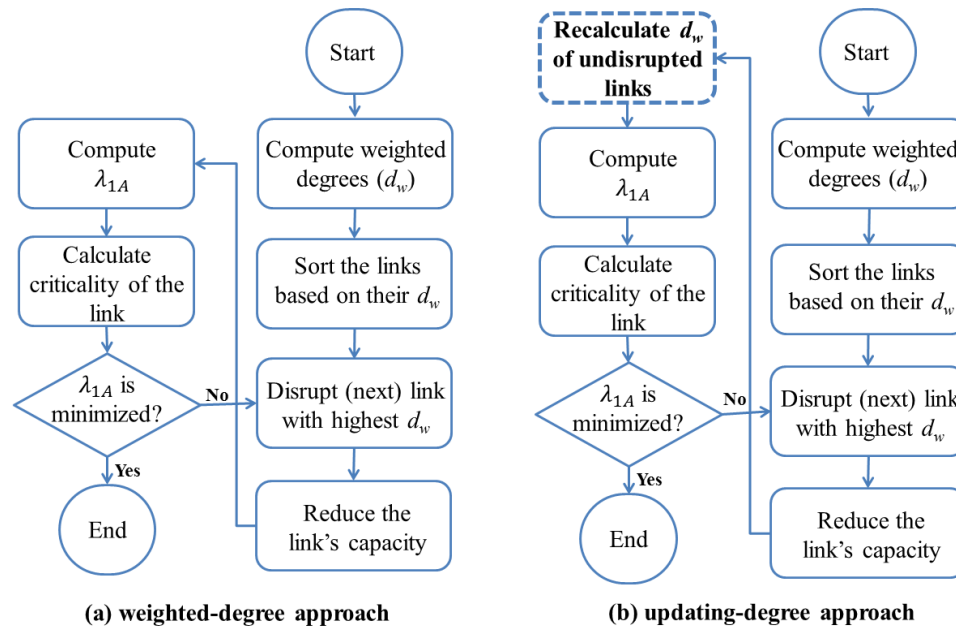 Start
Compute weighted
degrees (d_w)
Sort the links
based on their d_w
Disrupt (next) link
with highest d_w
Reduce the
link's capacity
Compute
λ_1A
Calculate
criticality of the
link
λ_1A is
minimized?
No
Yes
End
(a) weighted-degree approach
Start
Compute weighted
degrees (d_w)
Sort the links
based on their d_w
Disrupt (next) link
with highest d_w
Reduce the
link's capacity
Recalculate d_w
of undisrupted
links
Compute
λ_1A
Calculate
criticality of the
link
λ_1A is
minimized?
No
Yes
End
(b) updating-degree approach